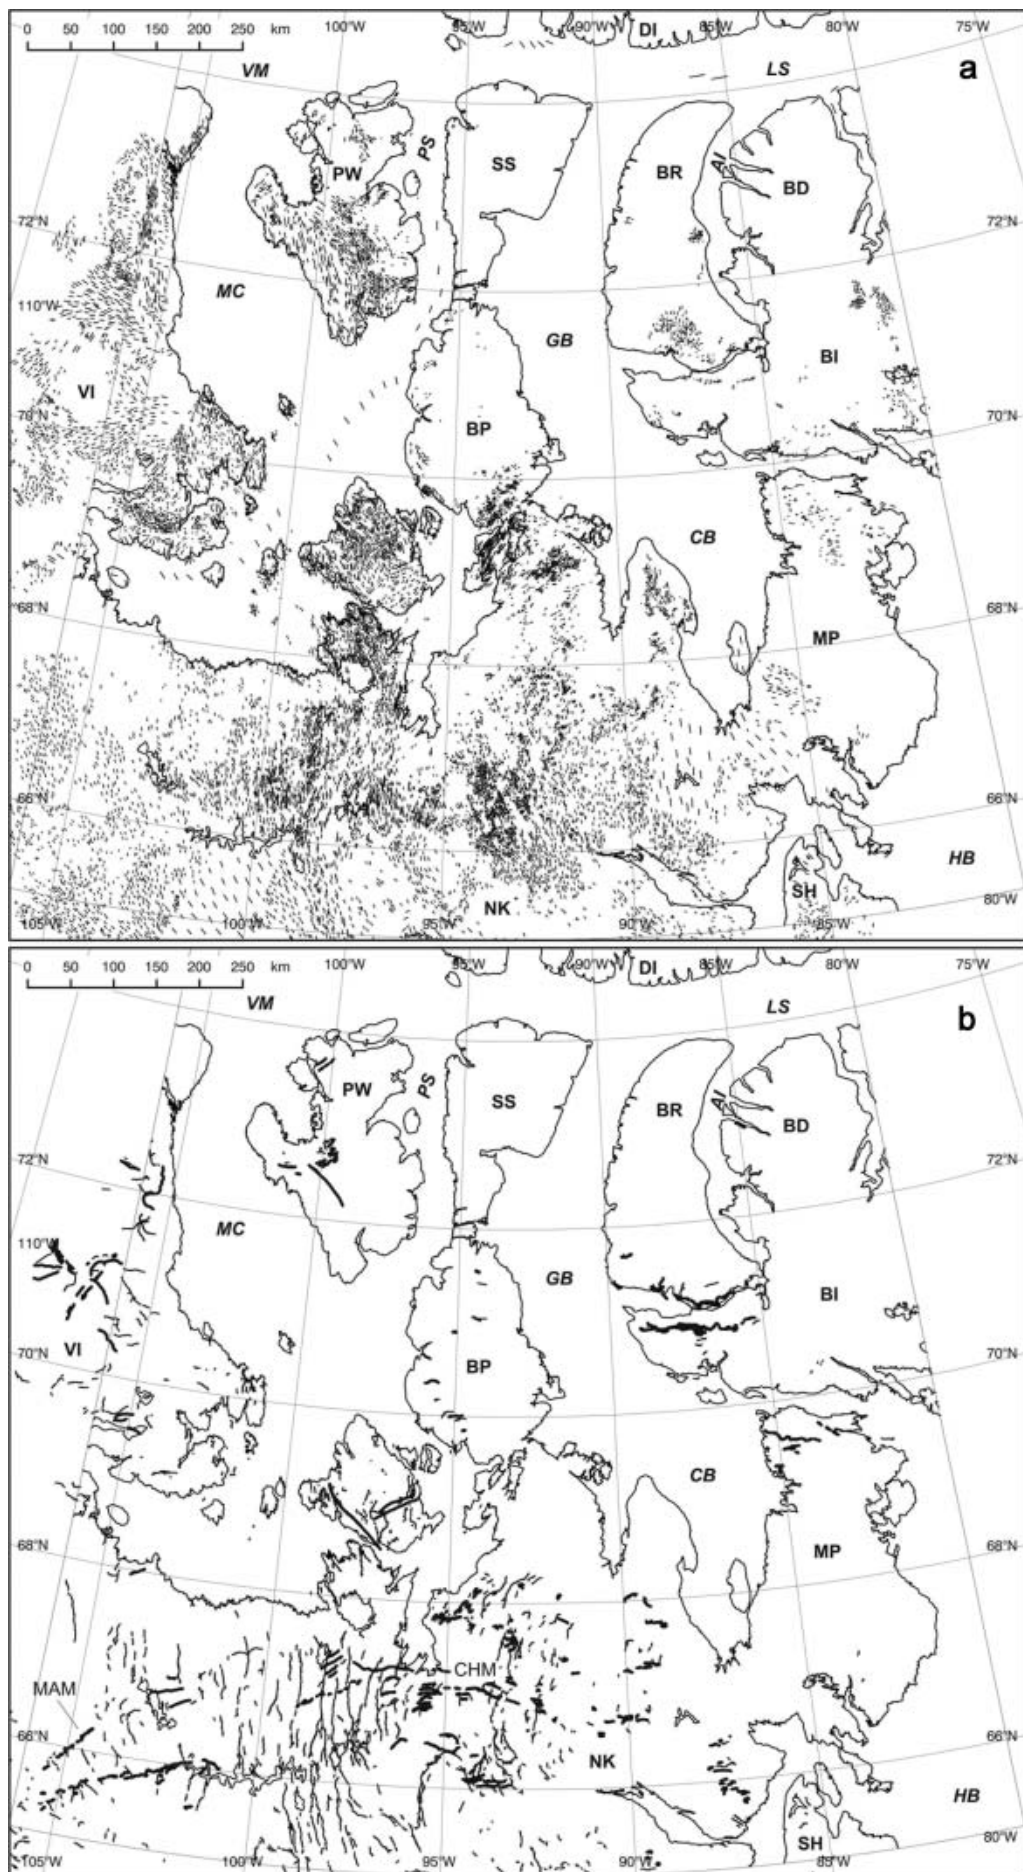 0 50 100 150 200 250 km
100°W 95°W 90°W DI 85°W 80°W 75°W
VM LS a
PW PS SS BR AI BD
72°N 72°N
110°W MC GB
VI BI
70°N BP 70°N
CB
68°N MP 68°N
66°N 66°N
HB
NK SH
105°W 100°W 95°W 90°W 85°W 80°W
0 50 100 150 200 250 km
100°W 95°W 90°W DI 85°W 80°W 75°W
VM LS b
PW PS SS BR AI BD
72°N 72°N
MC
110°W GB BI
VI BP
70°N 70°N
CB
68°N MP 68°N
CHM
MAM
66°N NK 66°N
HB
SH
105°W 100°W 95°W 90°W 85°W 80°W